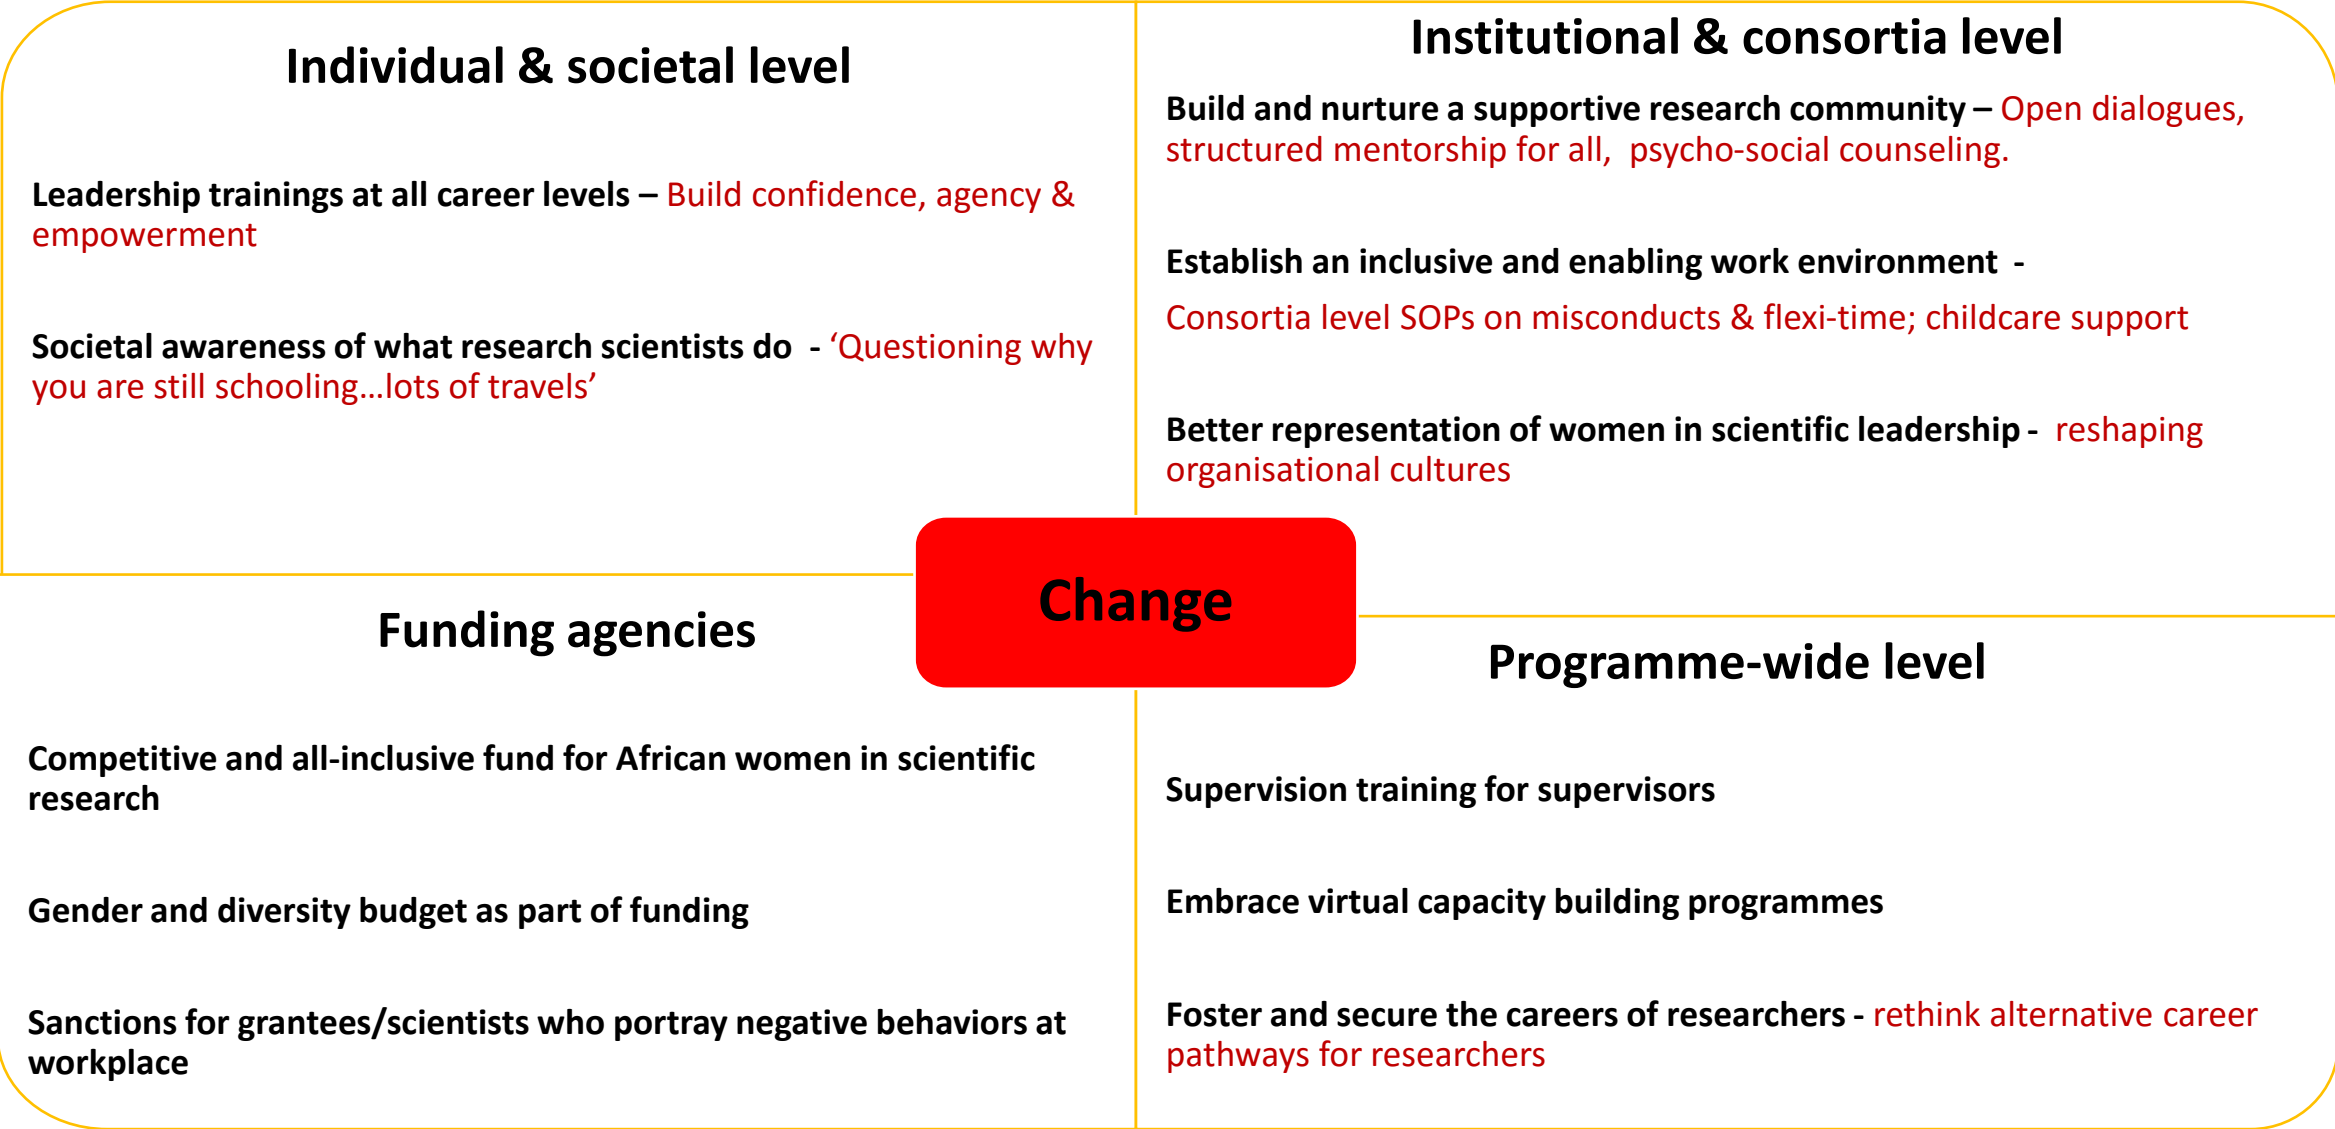 Individual & societal level
Leadership trainings at all career levels – Build confidence, agency &
empowerment
Societal awareness of what research scientists do - ‘Questioning why
you are still schooling...lots of travels’
Institutional & consortia level
Build and nurture a supportive research community – Open dialogues,
structured mentorship for all, psycho-social counseling.
Establish an inclusive and enabling work environment -
Consortia level SOPs on misconducts & flexi-time; childcare support
Better representation of women in scientific leadership - reshaping
organisational cultures
Change
Funding agencies
Competitive and all-inclusive fund for African women in scientific
research
Gender and diversity budget as part of funding
Sanctions for grantees/scientists who portray negative behaviors at
workplace
Programme-wide level
Supervision training for supervisors
Embrace virtual capacity building programmes
Foster and secure the careers of researchers - rethink alternative career
pathways for researchers